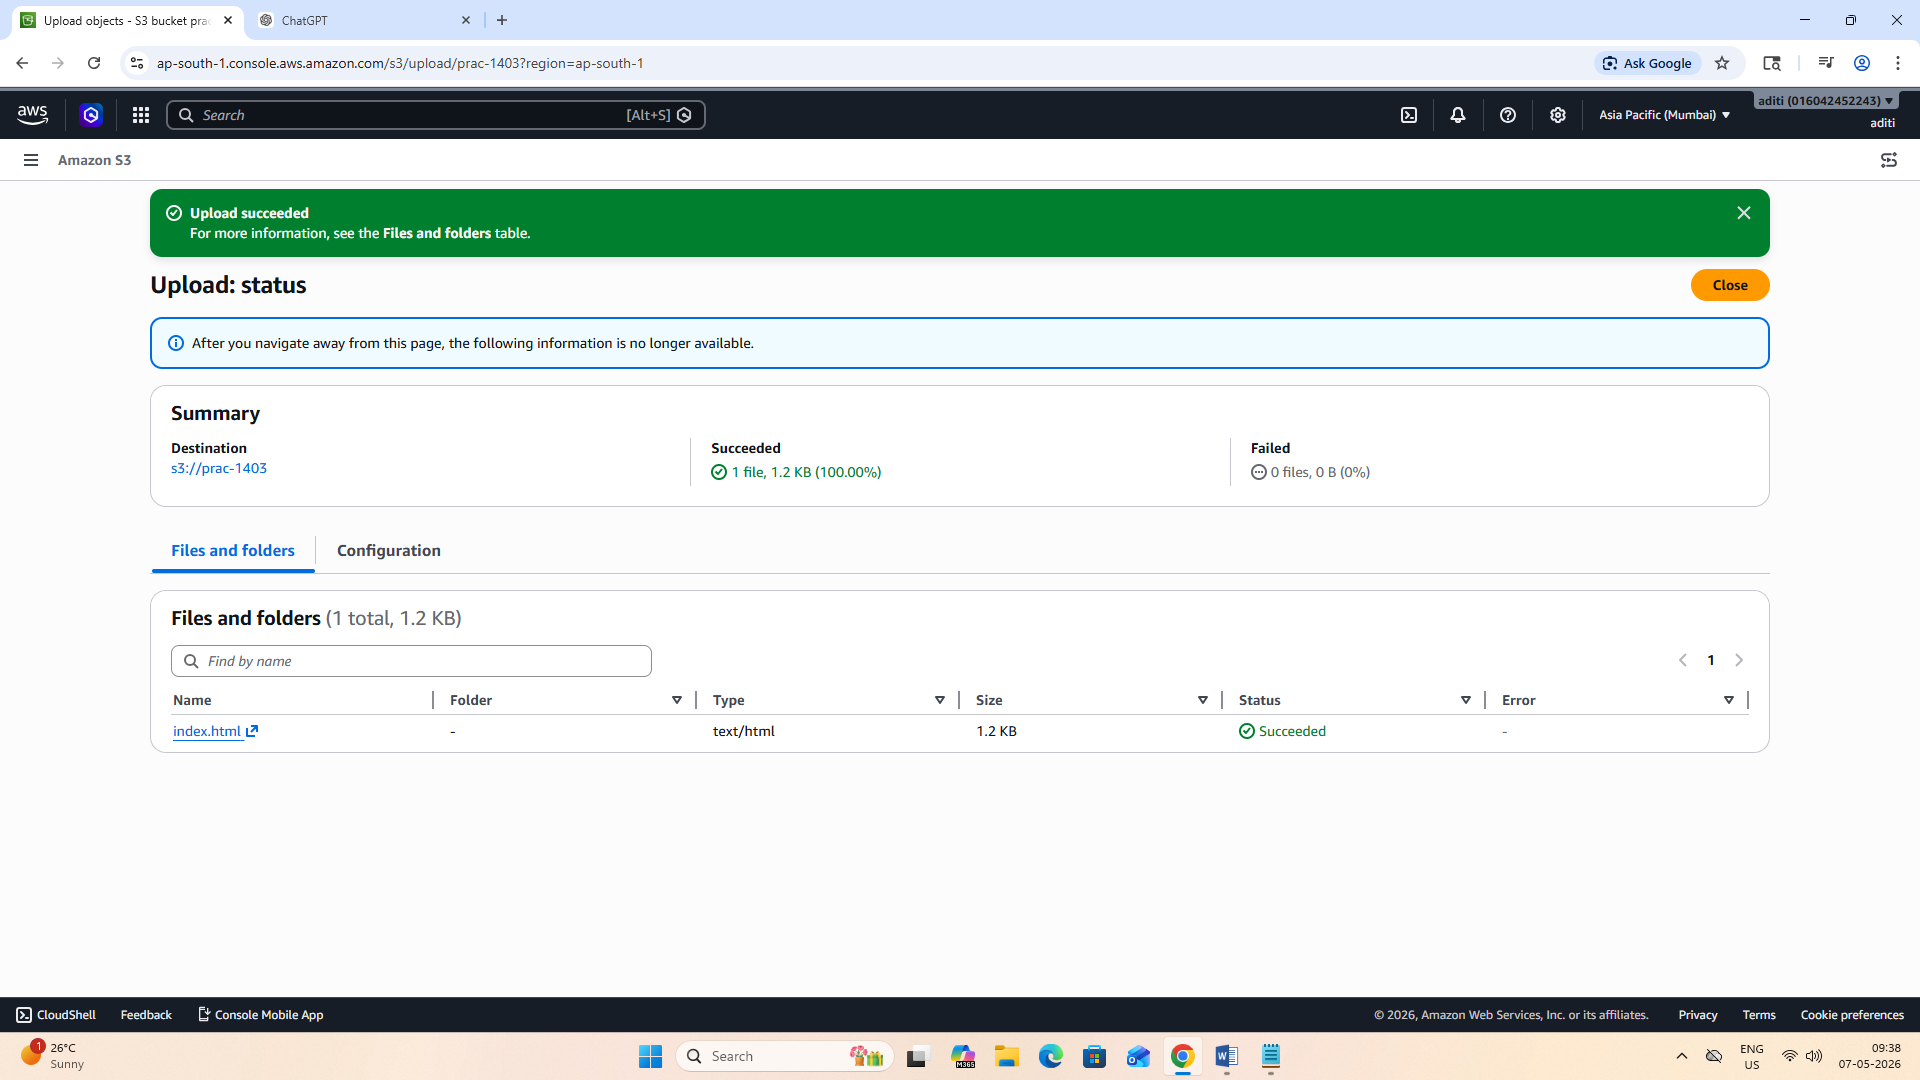 Upload objects - S3 bucket prac
ChatGPT
ap-south-1.console.aws.amazon.com/s3/upload/prac-1403?region=ap-south-1
Ask Google
aws
Search
[Alt+S]
Asia Pacific (Mumbai)
aditi (016042452243)
aditi
Amazon S3
Upload succeeded
For more information, see the Files and folders table.
Upload: status
Close
After you navigate away from this page, the following information is no longer available.
Summary
Destination
s3://prac-1403
Succeeded
1 file, 1.2 KB (100.00%)
Failed
0 files, 0 B (0%)
Files and folders
Configuration
Files and folders (1 total, 1.2 KB)
Find by name
1
Name Folder Type Size Status Error
index.html - text/html 1.2 KB Succeeded -
CloudShell Feedback Console Mobile App
© 2026, Amazon Web Services, Inc. or its affiliates. Privacy Terms Cookie preferences
1
26°C
Sunny
Search
M365
ENG
US
09:38
07-05-2026